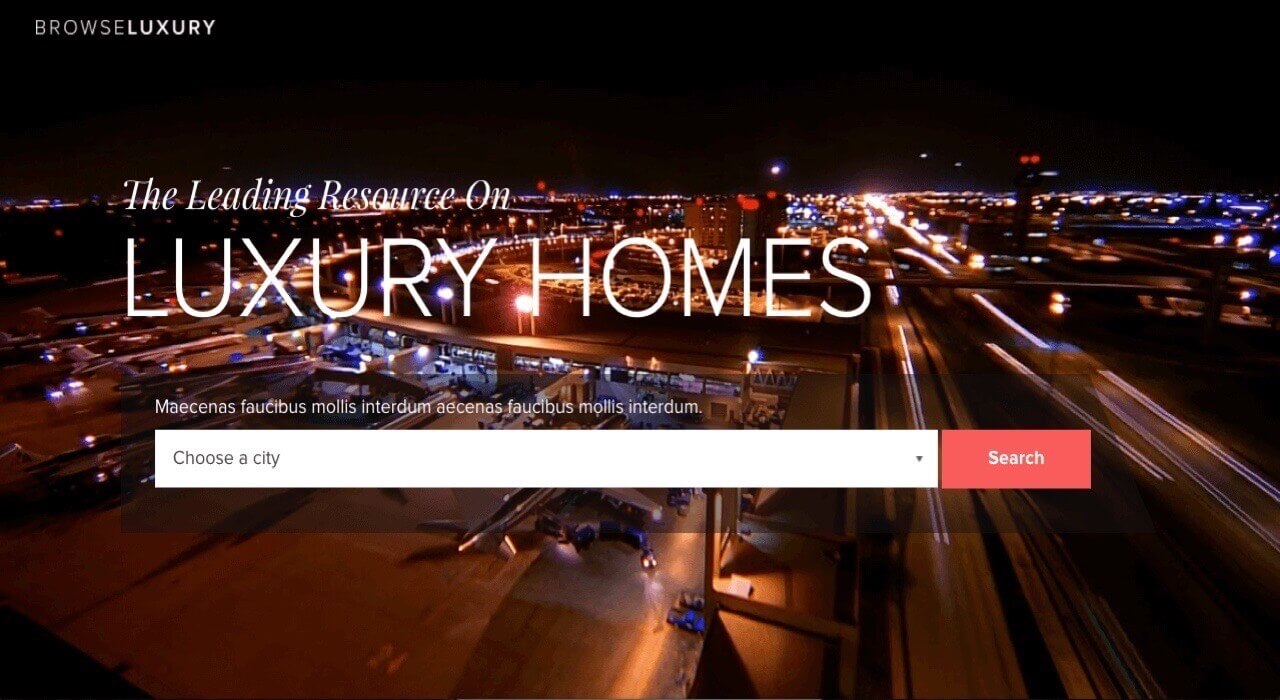 BROWSELUXURY
The Leading Resource On
LUXURY HOMES
Maecenas faucibus mollis interdum aecenas faucibus mollis interdum.
Choose a city
Search